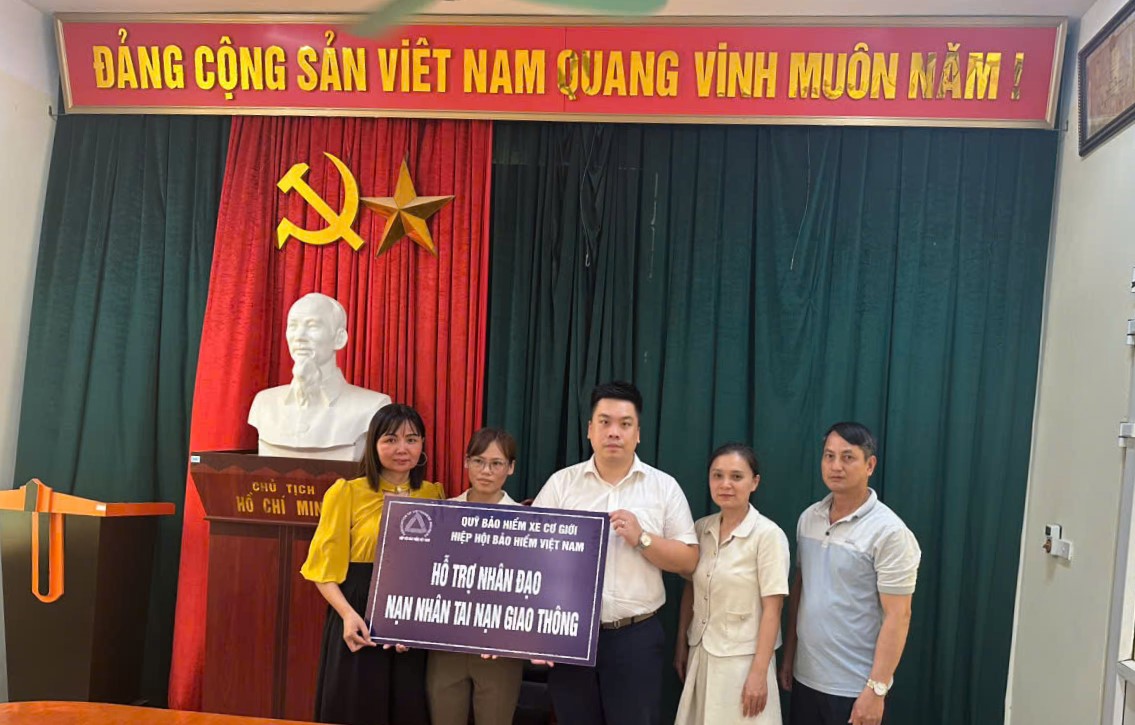 ĐẢNG CỘNG SẢN VIỆT NAM QUANG VINH MUÔN NĂM !
CHỦ TỊCH
HỒ CHÍ MIN
QUỸ BẢO HIỂM XE CƠ GIỚI
HIỆP HỘI BẢO HIỂM VIỆT NAM
HỖ TRỢ NHÂN ĐẠO
NẠN NHÂN TAI NẠN GIAO THÔNG